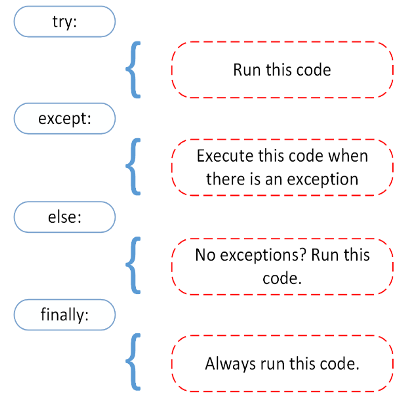 try:
Run this code
except:
Execute this code when
there is an exception
else:
No exceptions? Run this
code.
finally:
Always run this code.